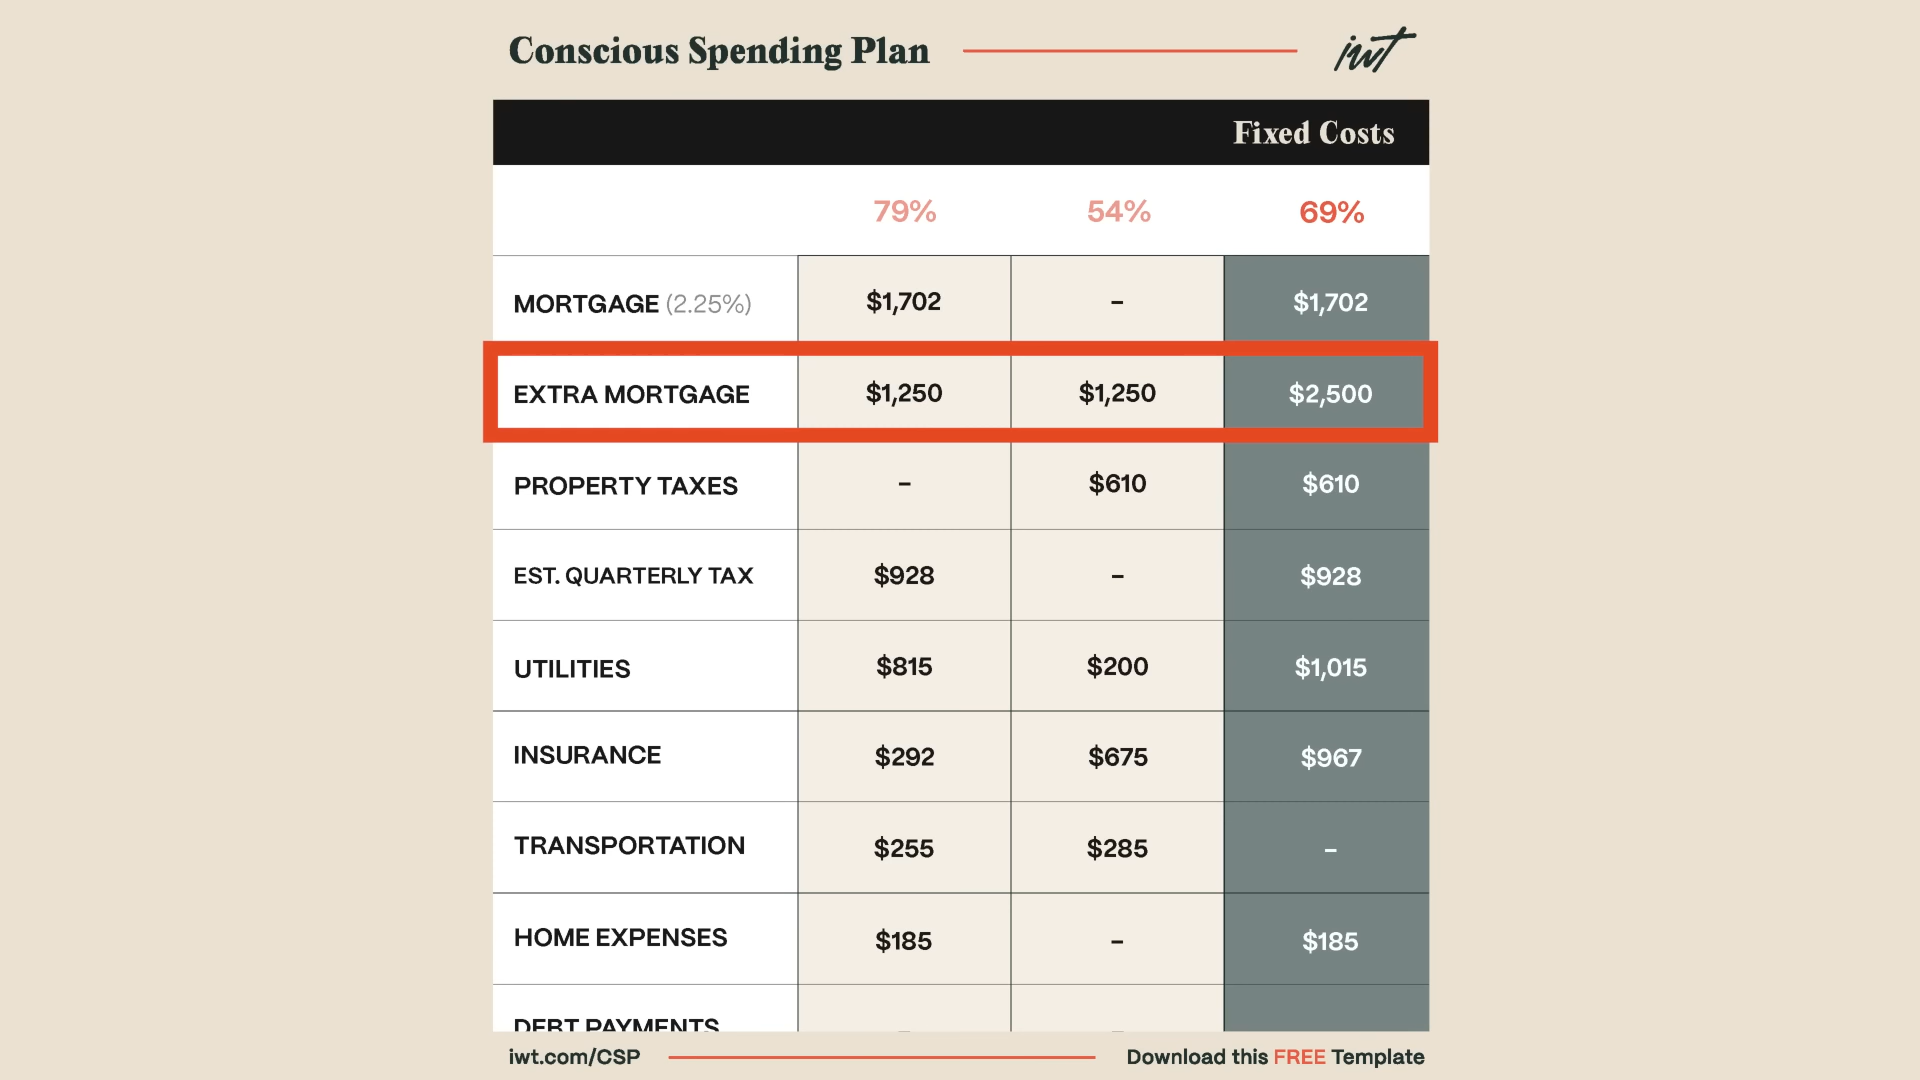 Conscious Spending Plan iwt
Fixed Costs
79% 54% 69%
MORTGAGE (2.25%) $1,702 – $1,702
EXTRA MORTGAGE $1,250 $1,250 $2,500
PROPERTY TAXES – $610 $610
EST. QUARTERLY TAX $928 – $928
UTILITIES $815 $200 $1,015
INSURANCE $292 $675 $967
TRANSPORTATION $255 $285 –
HOME EXPENSES $185 – $185
DEBT PAYMENTS – –
iwt.com/CSP Download this FREE Template